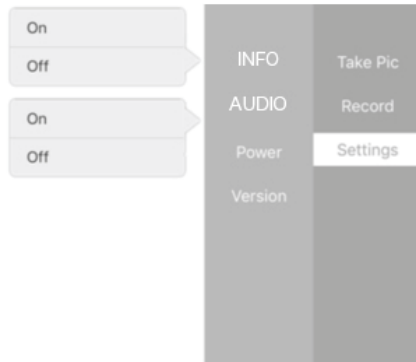 On
Off
On
Off
INFO
AUDIO
Power
Version
Take Pic
Record
Settings